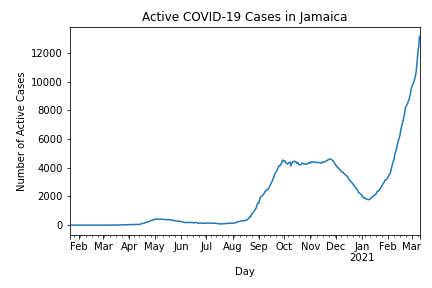 Active COVID-19 Cases in Jamaica
12000
10000
8000
6000
4000
2000
0
Number of Active Cases
Feb Mar Apr May Jun Jul Aug Sep Oct Nov Dec Jan Feb Mar
2021
Day